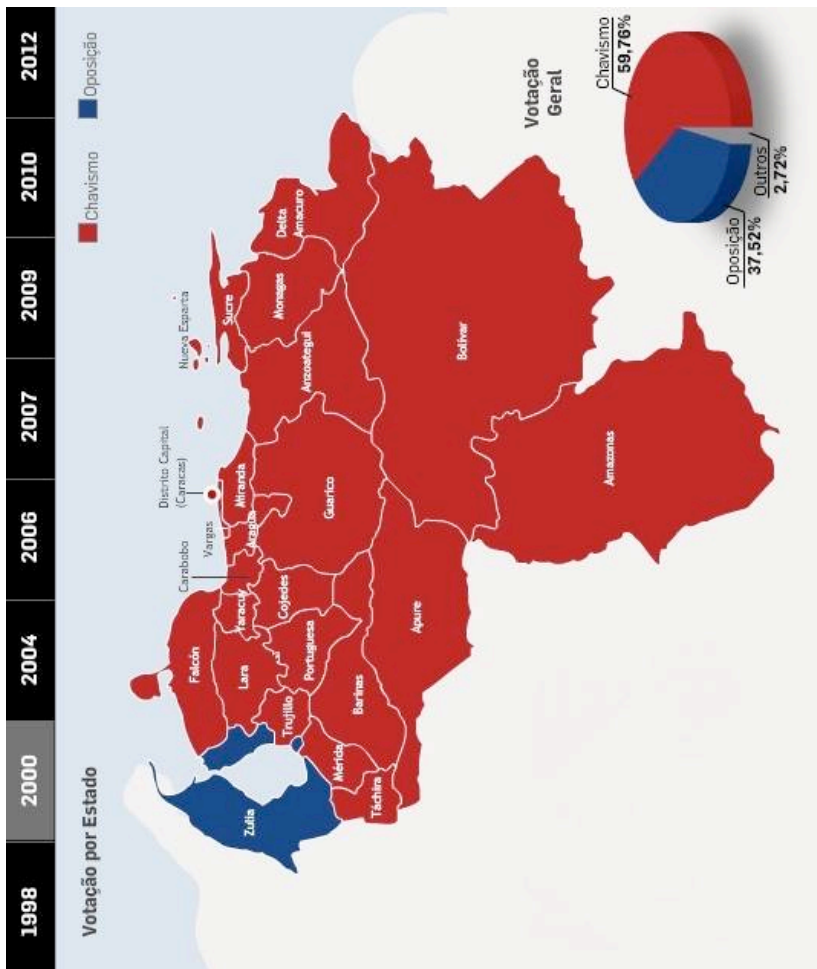 1998 2000 2004 2006 2007 2009 2010 2012
Votação por Estado
Chavismo
Oposição
Carabobo
Vargas
Distrito Capital
(Caracas)
Nueva Esparta
Zulia
Falcón
Lara
Yaracuy
Aragua
Miranda
Sucre
Trujillo
Portuguesa
Cojedes
Guarico
Anzoategui
Monagas
Delta
Amacuro
Mérida
Táchira
Barinas
Apure
Bolívar
Amazonas
Votação
Geral
Chavismo
59,76%
Oposição
37,52%
Outros
2,72%